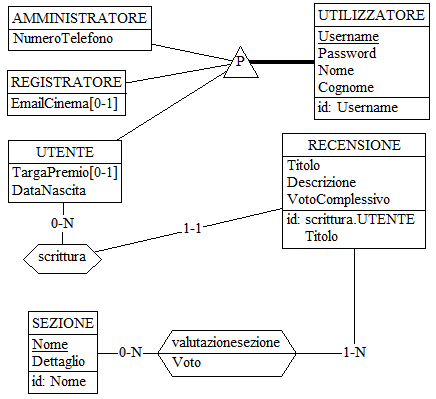 AMMINISTRATORE
NumeroTelefono
UTILIZZATORE
Username
Password
Nome
Cognome
id: Username
P
REGISTRATORE
EmailCinema[0-1]
UTENTE
TargaPremio[0-1]
DataNascita
RECENSIONE
Titolo
Descrizione
VotoComplessivo
id: scrittura.UTENTE
Titolo
0-N
1-1
scrittura
SEZIONE
Nome
Dettaglio
id: Nome
0-N
valutazionesezione
Voto
1-N